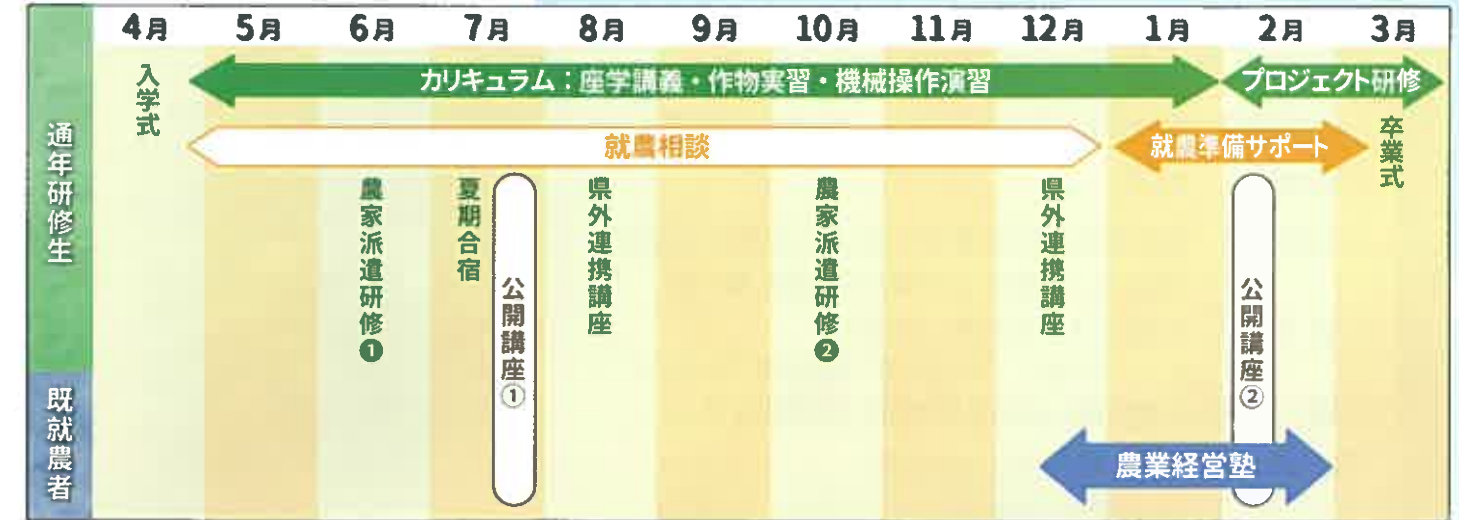 4月 5月 6月 7月 8月 9月 10月 11月 12月 1月 2月 3月
通年研修生
入学式
カリキュラム：座学講義・作物実習・機械操作演習
プロジェクト研修
就農相談
就農準備サポート
卒業式
農家派遣研修❶
夏期合宿
公開講座①
県外連携講座
農家派遣研修❷
県外連携講座
公開講座②
既就農者
農業経営塾